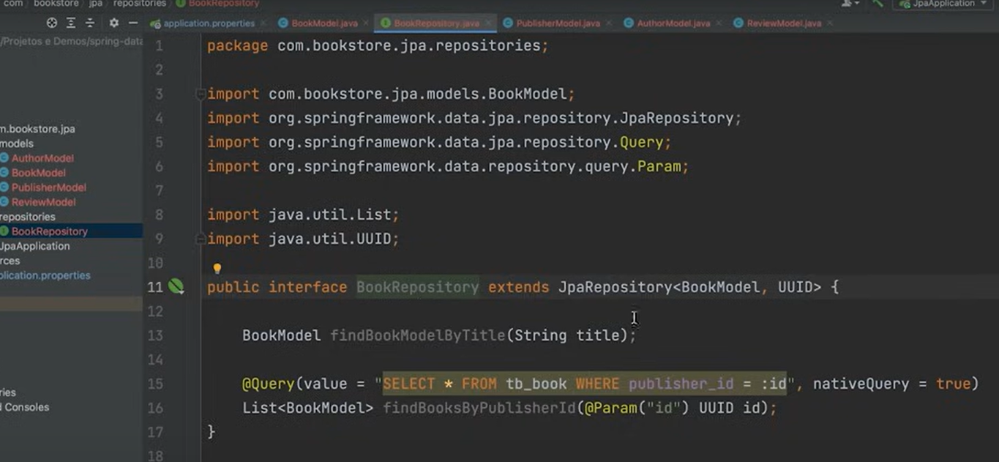 com bookstore jpa repositories BookRepository JpaApplication
application.properties BookModel.java BookRepository.java PublisherModel.java AuthorModel.java ReviewModel.java
/Projetos e Demos/spring-data
m.bookstore.jpa
models
AuthorModel
BookModel
PublisherModel
ReviewModel
repositories
BookRepository
JpaApplication
rces
plication.properties
ries
d Consoles
1 package com.bookstore.jpa.repositories;
2
3 import com.bookstore.jpa.models.BookModel;
4 import org.springframework.data.jpa.repository.JpaRepository;
5 import org.springframework.data.jpa.repository.Query;
6 import org.springframework.data.repository.query.Param;
7
8 import java.util.List;
9 import java.util.UUID;
10
11 public interface BookRepository extends JpaRepository<BookModel, UUID> {
12
13 BookModel findBookModelByTitle(String title);
14
15 @Query(value = "SELECT * FROM tb_book WHERE publisher_id = :id", nativeQuery = true)
16 List<BookModel> findBooksByPublisherId(@Param("id") UUID id);
17 }
18